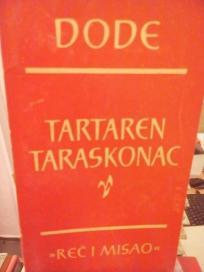 DODE
TARTAREN
TARASKONAC
»REČ I MISAO«